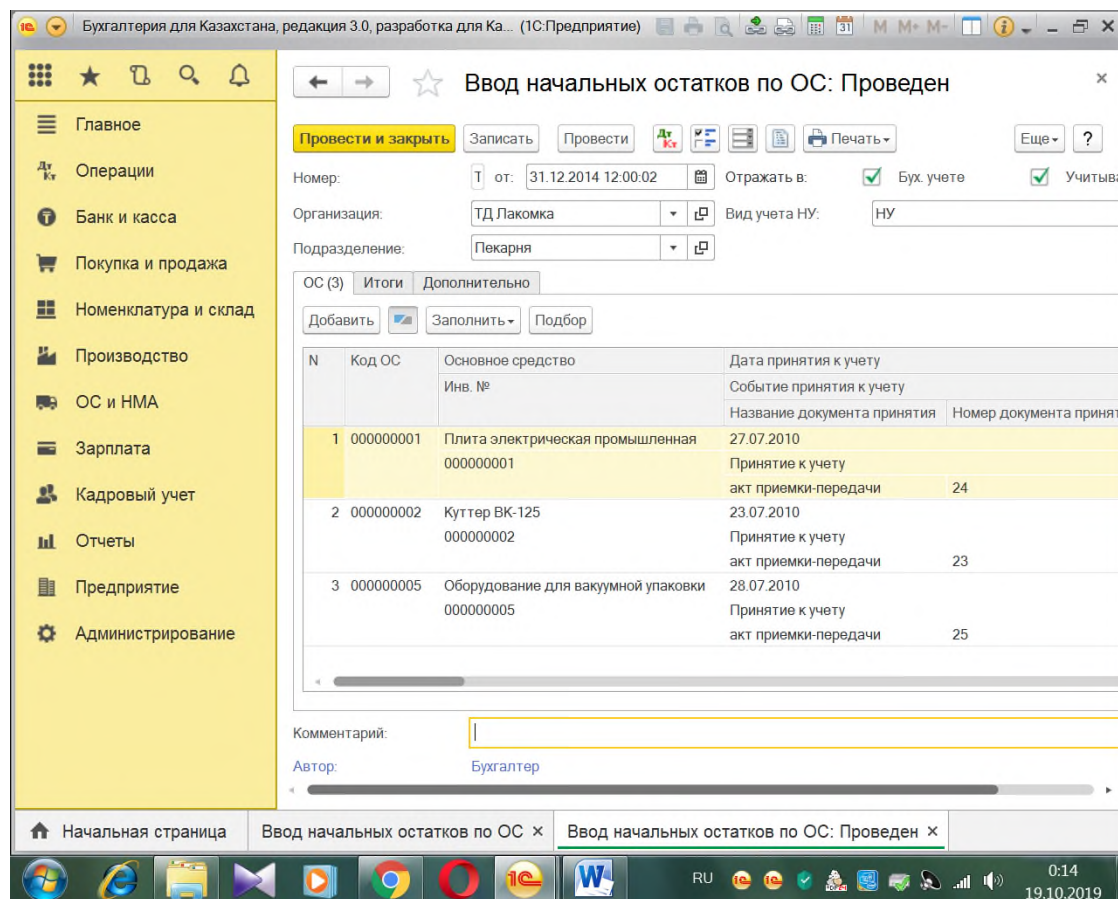 Бухгалтерия для Казахстана, редакция 3.0, разработка для Ка... (1С:Предприятие) 31 M M+ M-
Главное
Операции
Банк и касса
Покупка и продажа
Номенклатура и склад
Производство
ОС и НМА
Зарплата
Кадровый учет
Отчеты
Предприятие
Администрирование
Ввод начальных остатков по ОС: Проведен
Провести и закрыть Записать Провести Дт Кт Печать Еще ?
Номер: Т от: 31.12.2014 12:00:02 Отражать в: Бух. учете Учитыва
Организация: ТД Лакомка Вид учета НУ: НУ
Подразделение: Пекарня
ОС (3) Итоги Дополнительно
Добавить Заполнить Подбор
N Код ОС Основное средство Дата принятия к учету
Инв. № Событие принятия к учету
Название документа принятия Номер документа принят
1 000000001 Плита электрическая промышленная 27.07.2010
000000001 Принятие к учету
акт приемки-передачи 24
2 000000002 Куттер ВК-125 23.07.2010
000000002 Принятие к учету
акт приемки-передачи 23
3 000000005 Оборудование для вакуумной упаковки 28.07.2010
000000005 Принятие к учету
акт приемки-передачи 25
Комментарий:
Автор: Бухгалтер
Начальная страница Ввод начальных остатков по ОС × Ввод начальных остатков по ОС: Проведен ×
RU 0:14
19.10.2019